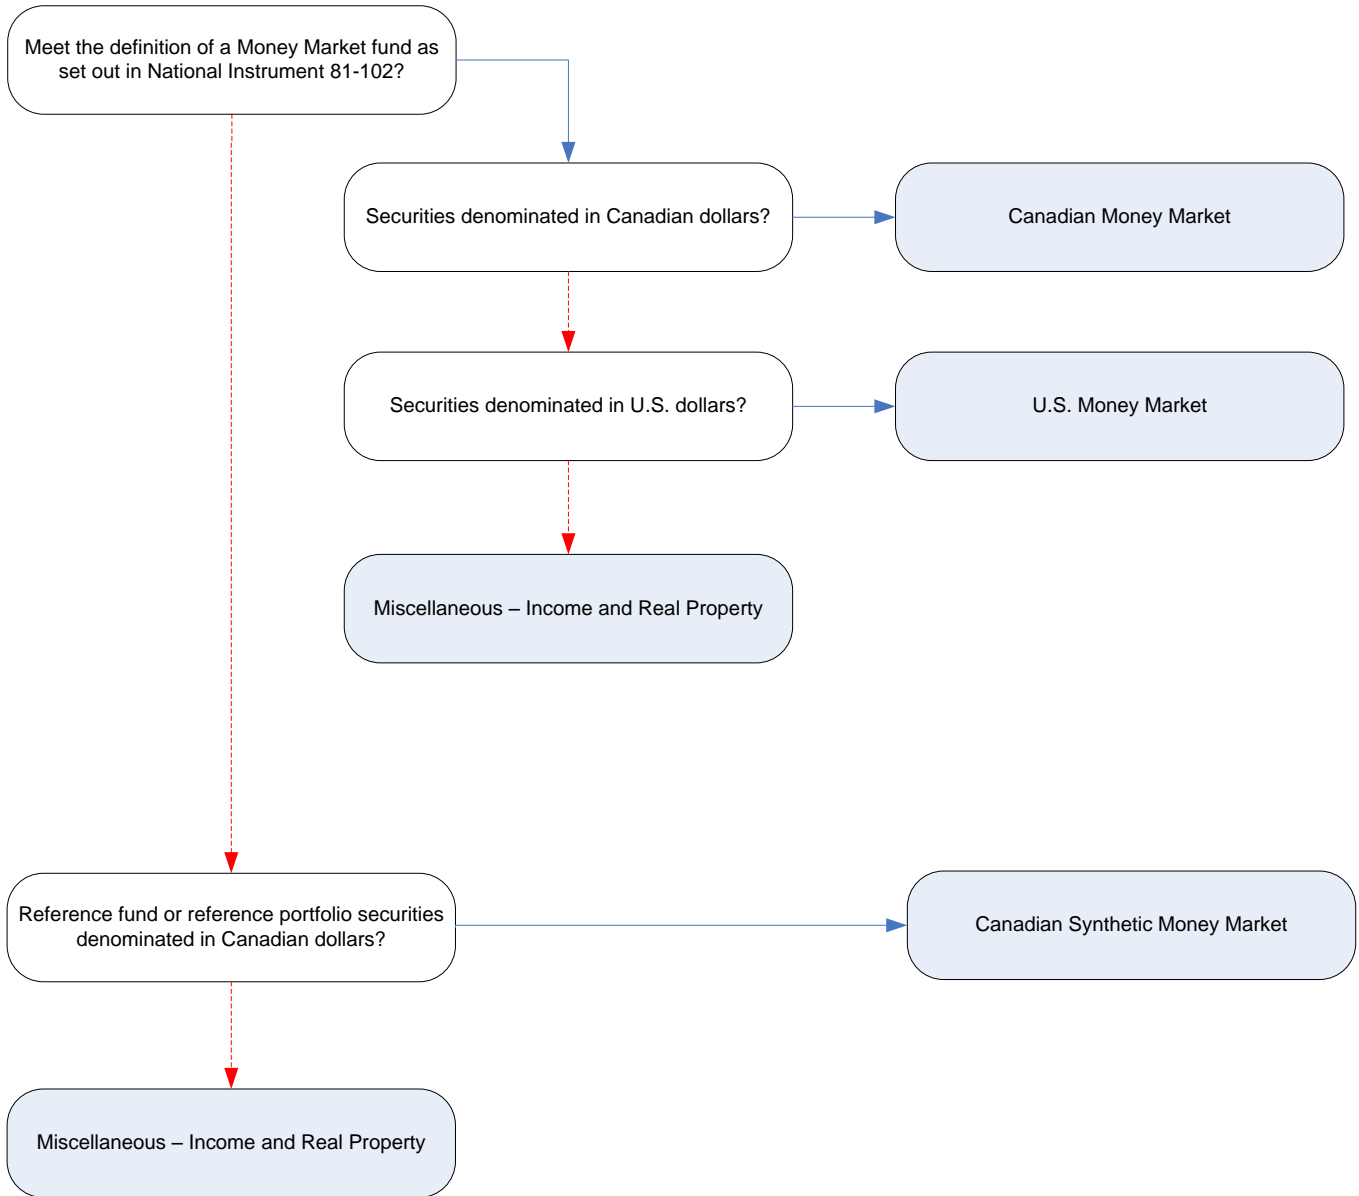 Meet the definition of a Money Market fund as
set out in National Instrument 81-102?
Securities denominated in Canadian dollars?
Canadian Money Market
Securities denominated in U.S. dollars?
U.S. Money Market
Miscellaneous – Income and Real Property
Reference fund or reference portfolio securities
denominated in Canadian dollars?
Canadian Synthetic Money Market
Miscellaneous – Income and Real Property